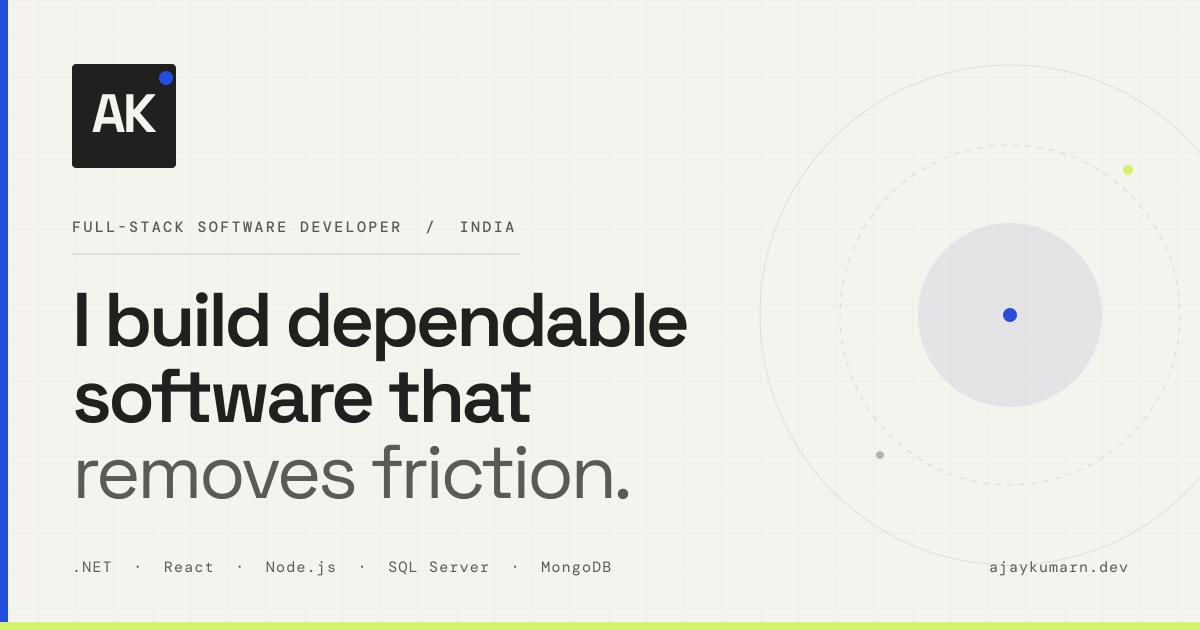 AK
FULL-STACK SOFTWARE DEVELOPER / INDIA
I build dependable
software that
removes friction.
.NET · React · Node.js · SQL Server · MongoDB
ajaykumarn.dev